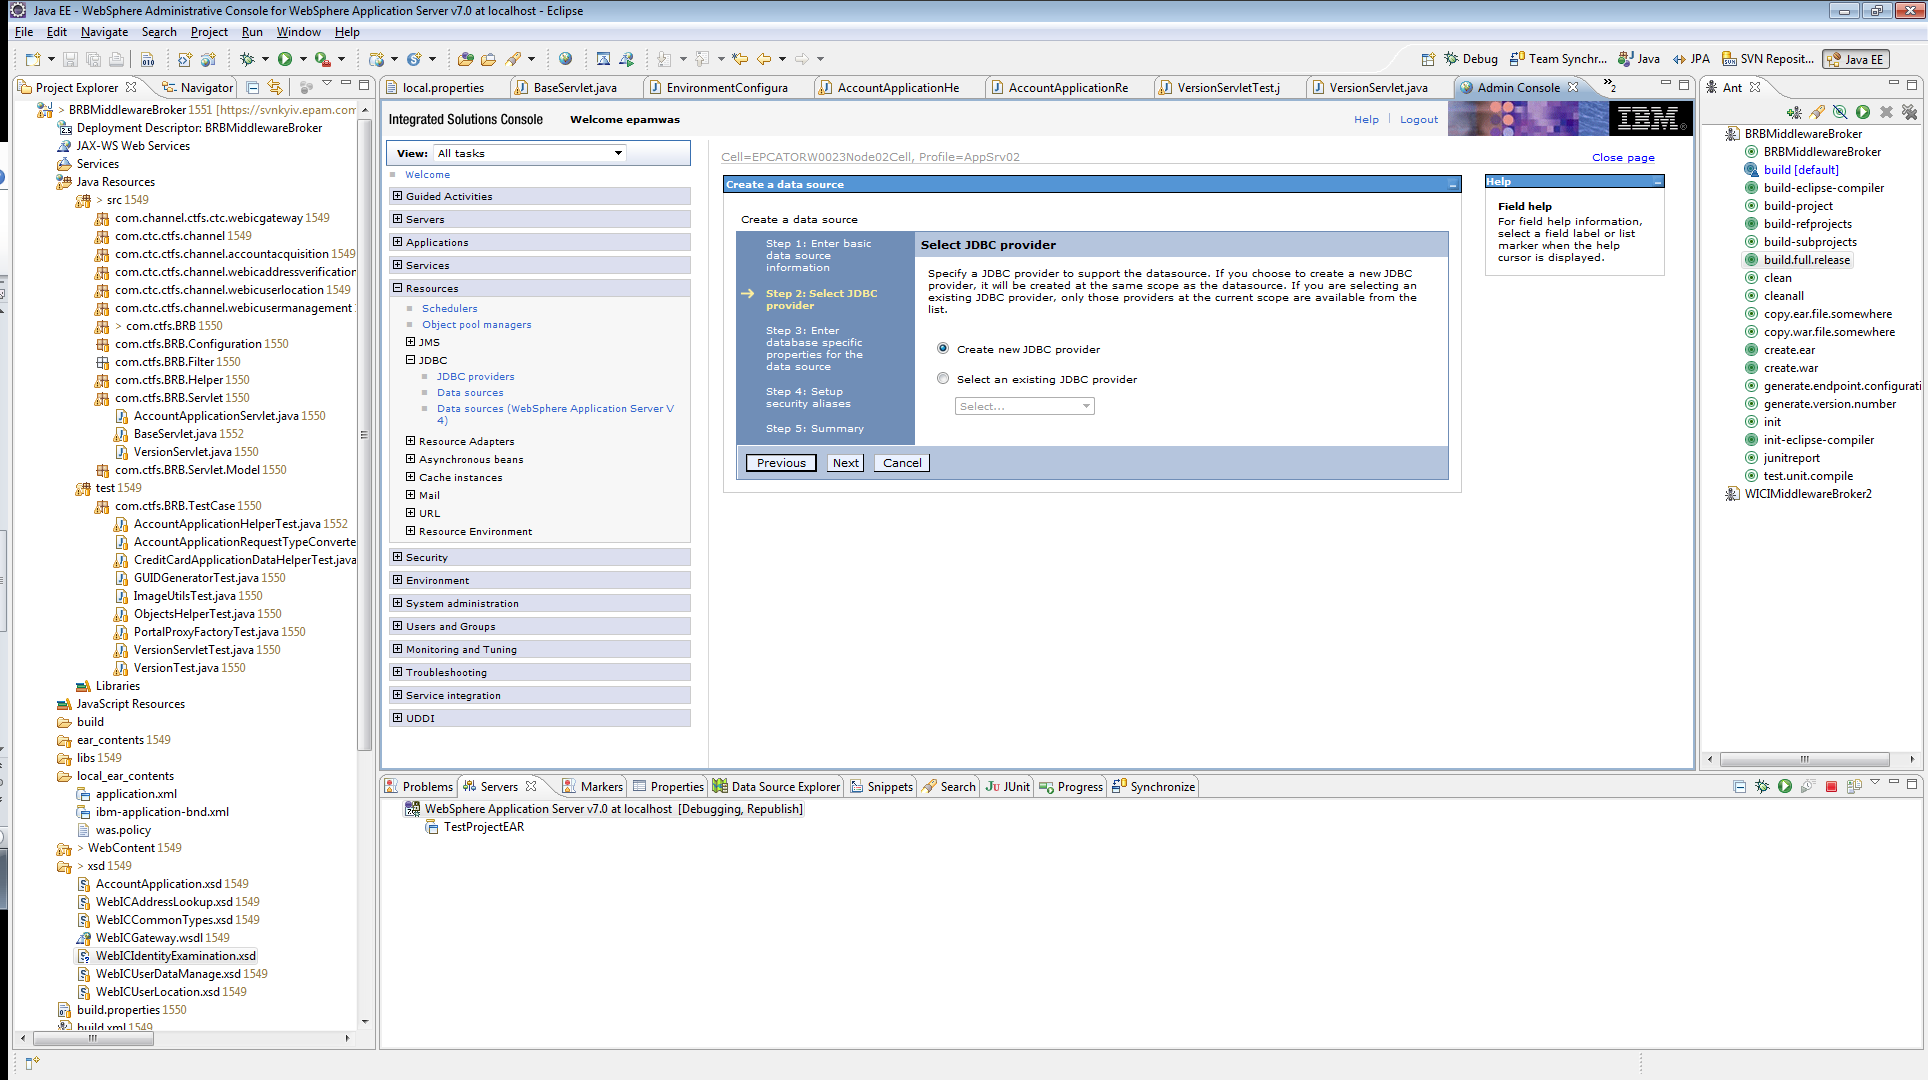 Java EE - WebSphere Administrative Console for WebSphere Application Server v7.0 at localhost - Eclipse
File Edit Navigate Search Project Run Window Help
Debug Team Synchr... Java JPA SVN Reposit... Java EE
Project Explorer Navigator
BRBMiddlewareBroker 1551 [https://svnkyiv.epam.com
Deployment Descriptor: BRBMiddlewareBroker
JAX-WS Web Services
Services
Java Resources
> src 1549
com.channel.ctfs.ctc.webicgateway 1549
com.ctc.ctfs.channel 1549
com.ctc.ctfs.channel.accountacquisition 1549
com.ctc.ctfs.channel.webicaddressverification
com.ctc.ctfs.channel.webicuserlocation 1549
com.ctc.ctfs.channel.webicusermanagement
> com.ctfs.BRB 1550
com.ctfs.BRB.Configuration 1550
com.ctfs.BRB.Filter 1550
com.ctfs.BRB.Helper 1550
com.ctfs.BRB.Servlet 1550
AccountApplicationServlet.java 1550
BaseServlet.java 1552
VersionServlet.java 1550
com.ctfs.BRB.Servlet.Model 1550
test 1549
com.ctfs.BRB.TestCase 1550
AccountApplicationHelperTest.java 1552
AccountApplicationRequestTypeConverte
CreditCardApplicationDataHelperTest.java
GUIDGeneratorTest.java 1550
ImageUtilsTest.java 1550
ObjectsHelperTest.java 1550
PortalProxyFactoryTest.java 1550
VersionServletTest.java 1550
VersionTest.java 1550
Libraries
JavaScript Resources
build
ear_contents 1549
libs 1549
local_ear_contents
application.xml
ibm-application-bnd.xml
was.policy
> WebContent 1549
> xsd 1549
AccountApplication.xsd 1549
WebICAddressLookup.xsd 1549
WebICCommonTypes.xsd 1549
WebICGateway.wsdl 1549
WebICIdentityExamination.xsd
WebICUserDataManage.xsd 1549
WebICUserLocation.xsd 1549
build.properties 1550
build.xml 1549
local.properties BaseServlet.java EnvironmentConfigura AccountApplicationHe AccountApplicationRe VersionServletTest.j VersionServlet.java Admin Console »2
Integrated Solutions Console Welcome epamwas Help Logout IBM
View: All tasks
Welcome
Guided Activities
Servers
Applications
Services
Resources
Schedulers
Object pool managers
JMS
JDBC
JDBC providers
Data sources
Data sources (WebSphere Application Server V
4)
Resource Adapters
Asynchronous beans
Cache instances
Mail
URL
Resource Environment
Security
Environment
System administration
Users and Groups
Monitoring and Tuning
Troubleshooting
Service integration
UDDI
Cell=EPCATORW0023Node02Cell, Profile=AppSrv02 Close page
Create a data source
Create a data source
Step 1: Enter basic
data source
information
Step 2: Select JDBC
provider
Step 3: Enter
database specific
properties for the
data source
Step 4: Setup
security aliases
Step 5: Summary
Select JDBC provider
Specify a JDBC provider to support the datasource. If you choose to create a new JDBC
provider, it will be created at the same scope as the datasource. If you are selecting an
existing JDBC provider, only those providers at the current scope are available from the
list.
Create new JDBC provider
Select an existing JDBC provider
Select...
Previous Next Cancel
Help
Field help
For field help information,
select a field label or list
marker when the help
cursor is displayed.
Ant
BRBMiddlewareBroker
BRBMiddlewareBroker
build [default]
build-eclipse-compiler
build-project
build-refprojects
build-subprojects
build.full.release
clean
cleanall
copy.ear.file.somewhere
copy.war.file.somewhere
create.ear
create.war
generate.endpoint.configurati
generate.version.number
init
init-eclipse-compiler
junitreport
test.unit.compile
WICIMiddlewareBroker2
Problems Servers Markers Properties Data Source Explorer Snippets Search JUnit Progress Synchronize
WebSphere Application Server v7.0 at localhost [Debugging, Republish]
TestProjectEAR